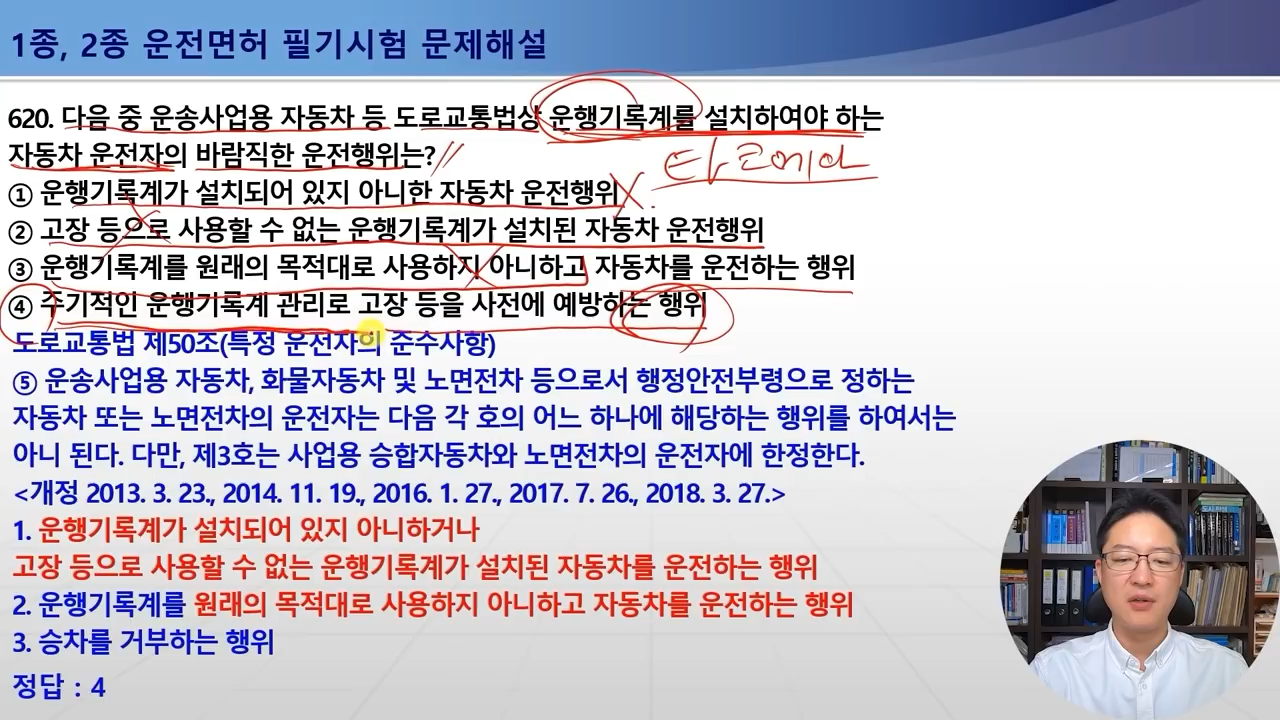 1종, 2종 운전면허 필기시험 문제해설
620. 다음 중 운송사업용 자동차 등 도로교통법상 운행기록계를 설치하여야 하는
자동차 운전자의 바람직한 운전행위는?
① 운행기록계가 설치되어 있지 아니한 자동차 운전행위
② 고장 등으로 사용할 수 없는 운행기록계가 설치된 자동차 운전행위
③ 운행기록계를 원래의 목적대로 사용하지 아니하고 자동차를 운전하는 행위
④ 주기적인 운행기록계 관리로 고장 등을 사전에 예방하는 행위
도로교통법 제50조(특정 운전자의 준수사항)
⑤ 운송사업용 자동차, 화물자동차 및 노면전차 등으로서 행정안전부령으로 정하는
자동차 또는 노면전차의 운전자는 다음 각 호의 어느 하나에 해당하는 행위를 하여서는
아니 된다. 다만, 제3호는 사업용 승합자동차와 노면전차의 운전자에 한정한다.
<개정 2013. 3. 23., 2014. 11. 19., 2016. 1. 27., 2017. 7. 26., 2018. 3. 27.>
1. 운행기록계가 설치되어 있지 아니하거나
고장 등으로 사용할 수 없는 운행기록계가 설치된 자동차를 운전하는 행위
2. 운행기록계를 원래의 목적대로 사용하지 아니하고 자동차를 운전하는 행위
3. 승차를 거부하는 행위
정답 : 4